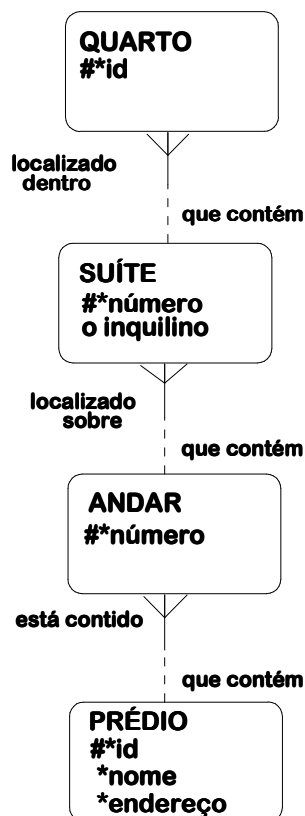 QUARTO
#*id
localizado
dentro
que contém
SUÍTE
#*número
o inquilino
localizado
sobre
que contém
ANDAR
#*número
está contido
que contém
PRÉDIO
#*id
*nome
*endereço